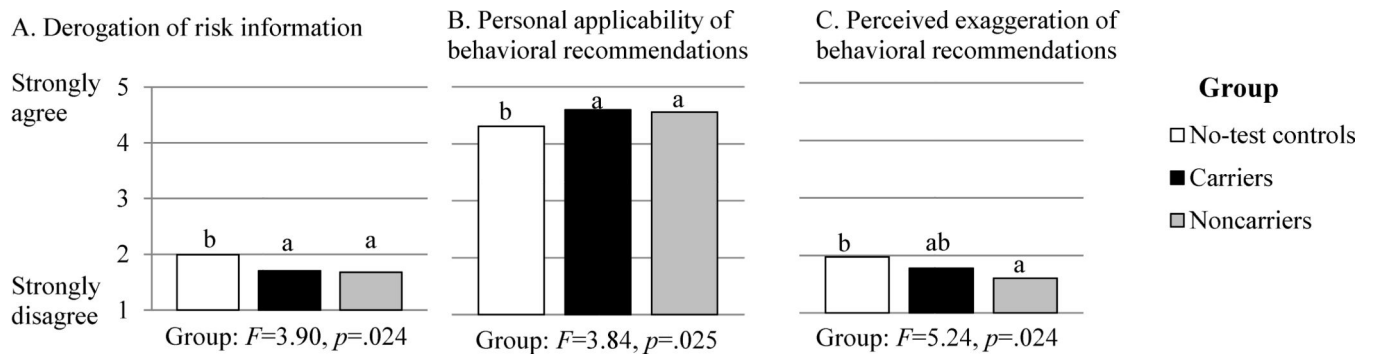 A. Derogation of risk information
Strongly
agree
5
4
3
2
1
Strongly
disagree
b
a
a
Group: F=3.90, p=.024
B. Personal applicability of
behavioral recommendations
b
a
a
Group: F=3.84, p=.025
C. Perceived exaggeration of
behavioral recommendations
b
ab
a
Group: F=5.24, p=.024
Group
No-test controls
Carriers
Noncarriers